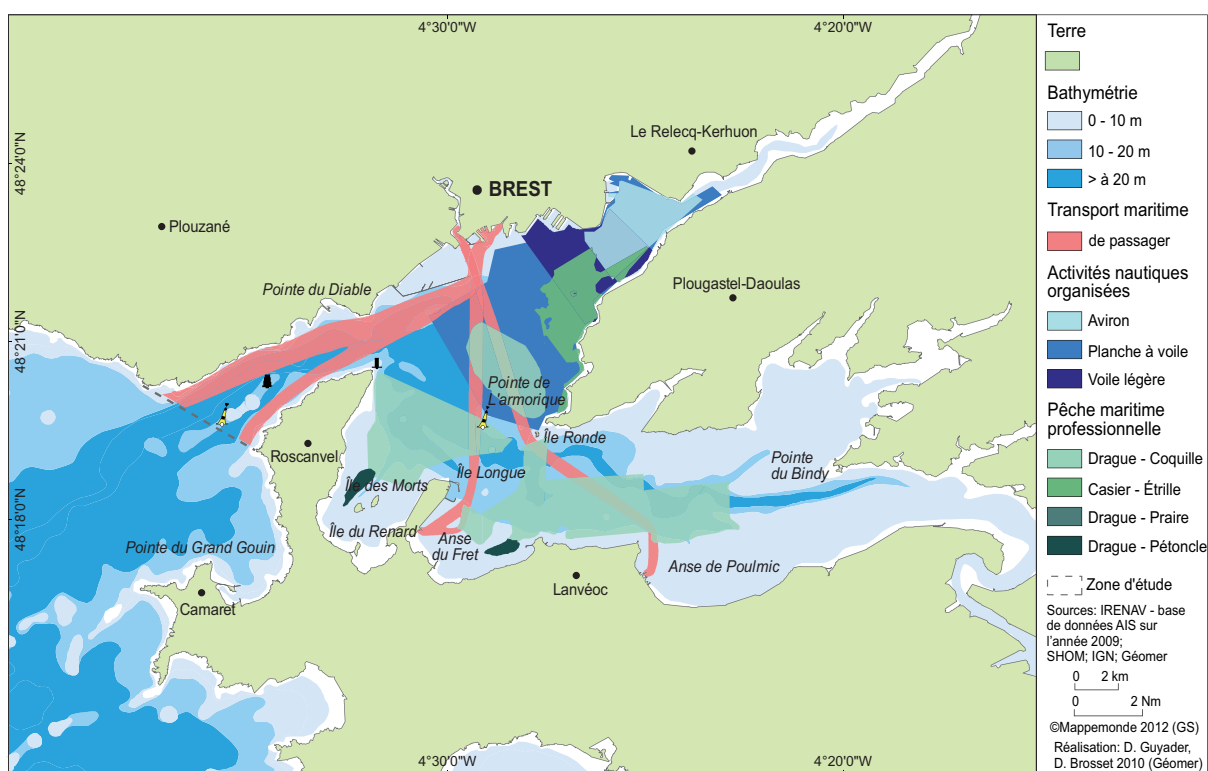 4°30'0"W
4°20'0"W
48°24'0"N
48°21'0"N
48°18'0"N
Le Relecq-Kerhuon
BREST
Plouzané
Pointe du Diable
Plougastel-Daoulas
Pointe de
L'armorique
Île Ronde
Roscanvel
Île Longue
Pointe
du Bindy
Île des Morts
Île du Renard
Anse
du Fret
Pointe du Grand Gouin
Anse de Poulmic
Lanvéoc
Camaret
4°30'0"W
4°20'0"W
Terre
Bathymétrie
0 - 10 m
10 - 20 m
> à 20 m
Transport maritime
de passager
Activités nautiques
organisées
Aviron
Planche à voile
Voile légère
Pêche maritime
professionnelle
Drague - Coquille
Casier - Étrille
Drague - Praire
Drague - Pétoncle
Zone d'étude
Sources: IRENAV - base
de données AIS sur
l'année 2009;
SHOM; IGN; Géomer
0 2 km
0 2 Nm
©Mappemonde 2012 (GS)
Réalisation: D. Guyader,
D. Brosset 2010 (Géomer)